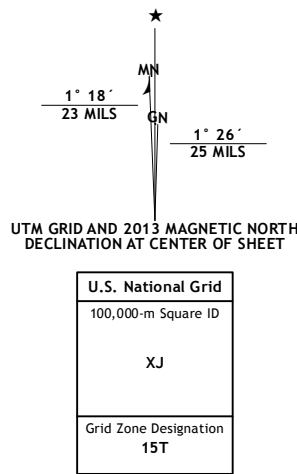 ★
MN
1° 18´
23 MILS
GN
1° 26´
25 MILS
UTM GRID AND 2013 MAGNETIC NORTH
DECLINATION AT CENTER OF SHEET
U.S. National Grid
100,000-m Square ID
XJ
Grid Zone Designation
15T